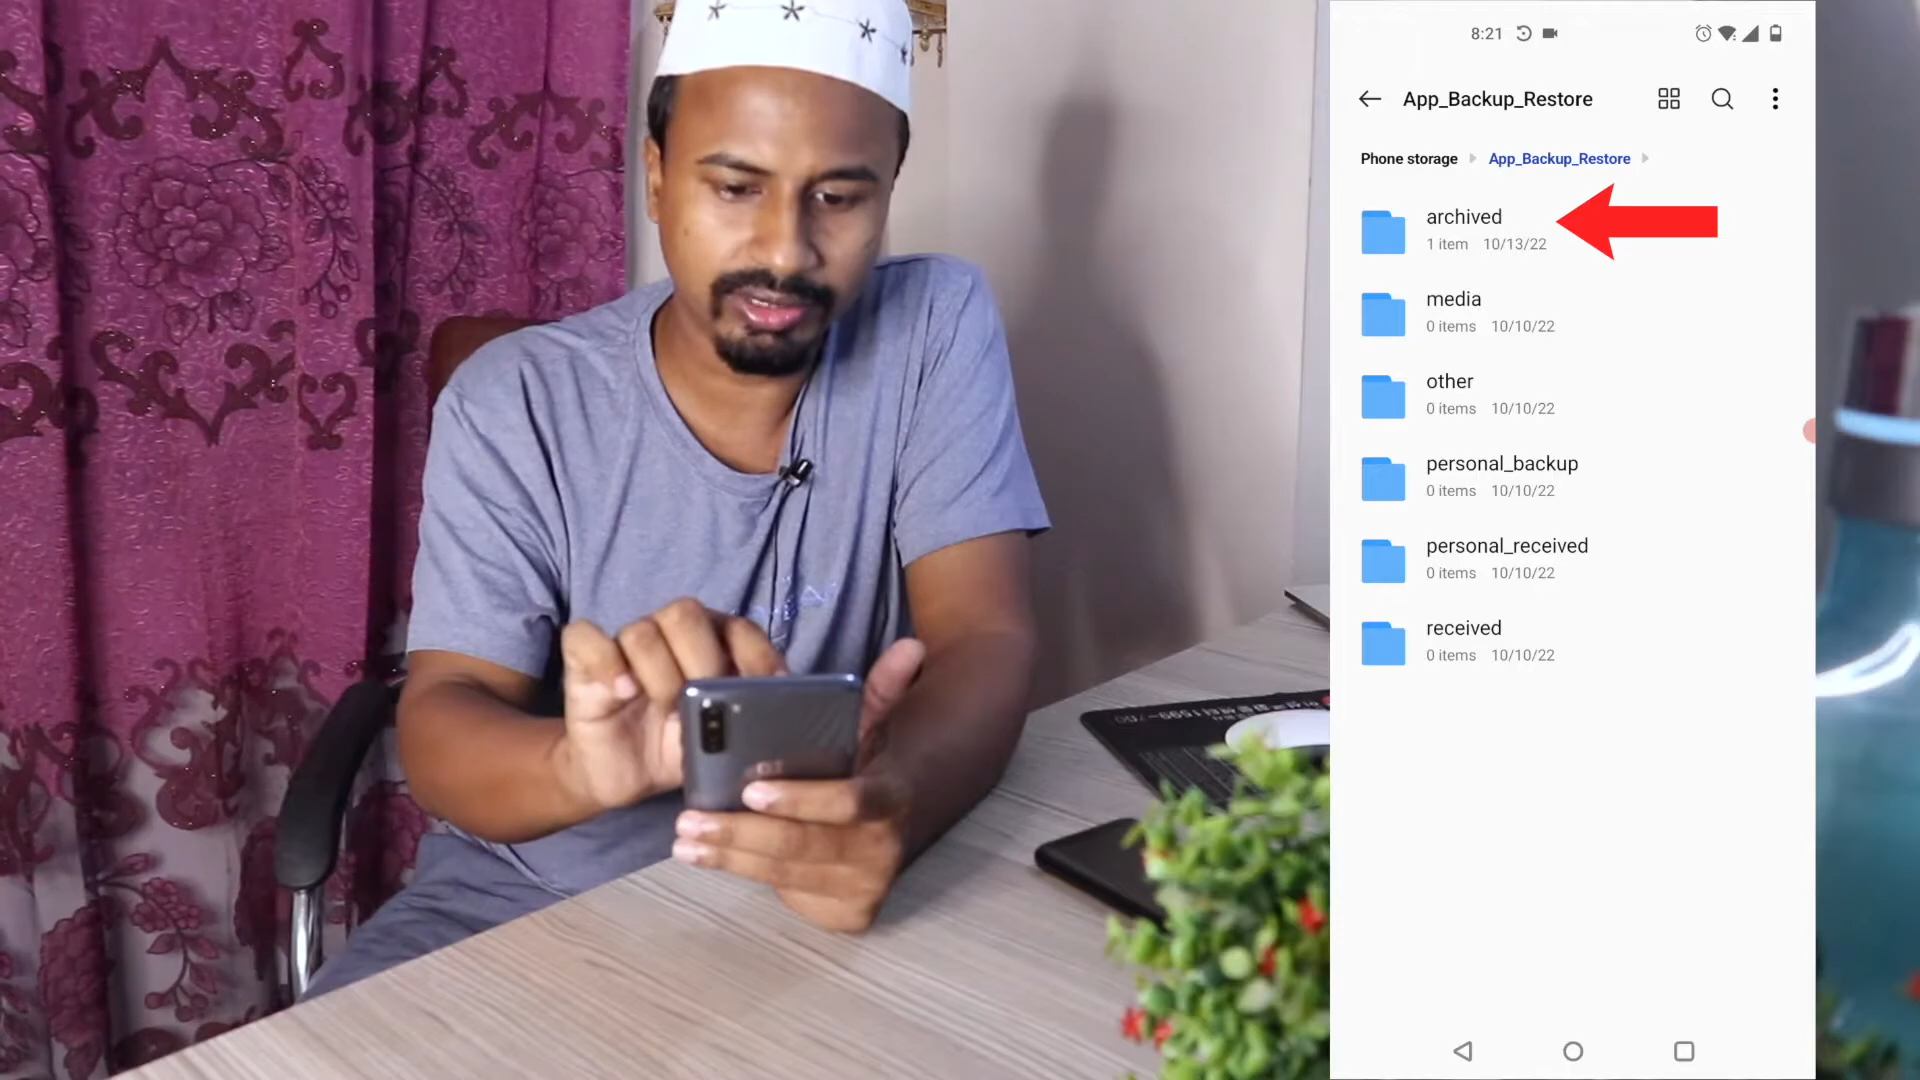 8:21
App_Backup_Restore
Phone storage App_Backup_Restore
archived
1 item 10/13/22
media
0 items 10/10/22
other
0 items 10/10/22
personal_backup
0 items 10/10/22
personal_received
0 items 10/10/22
received
0 items 10/10/22